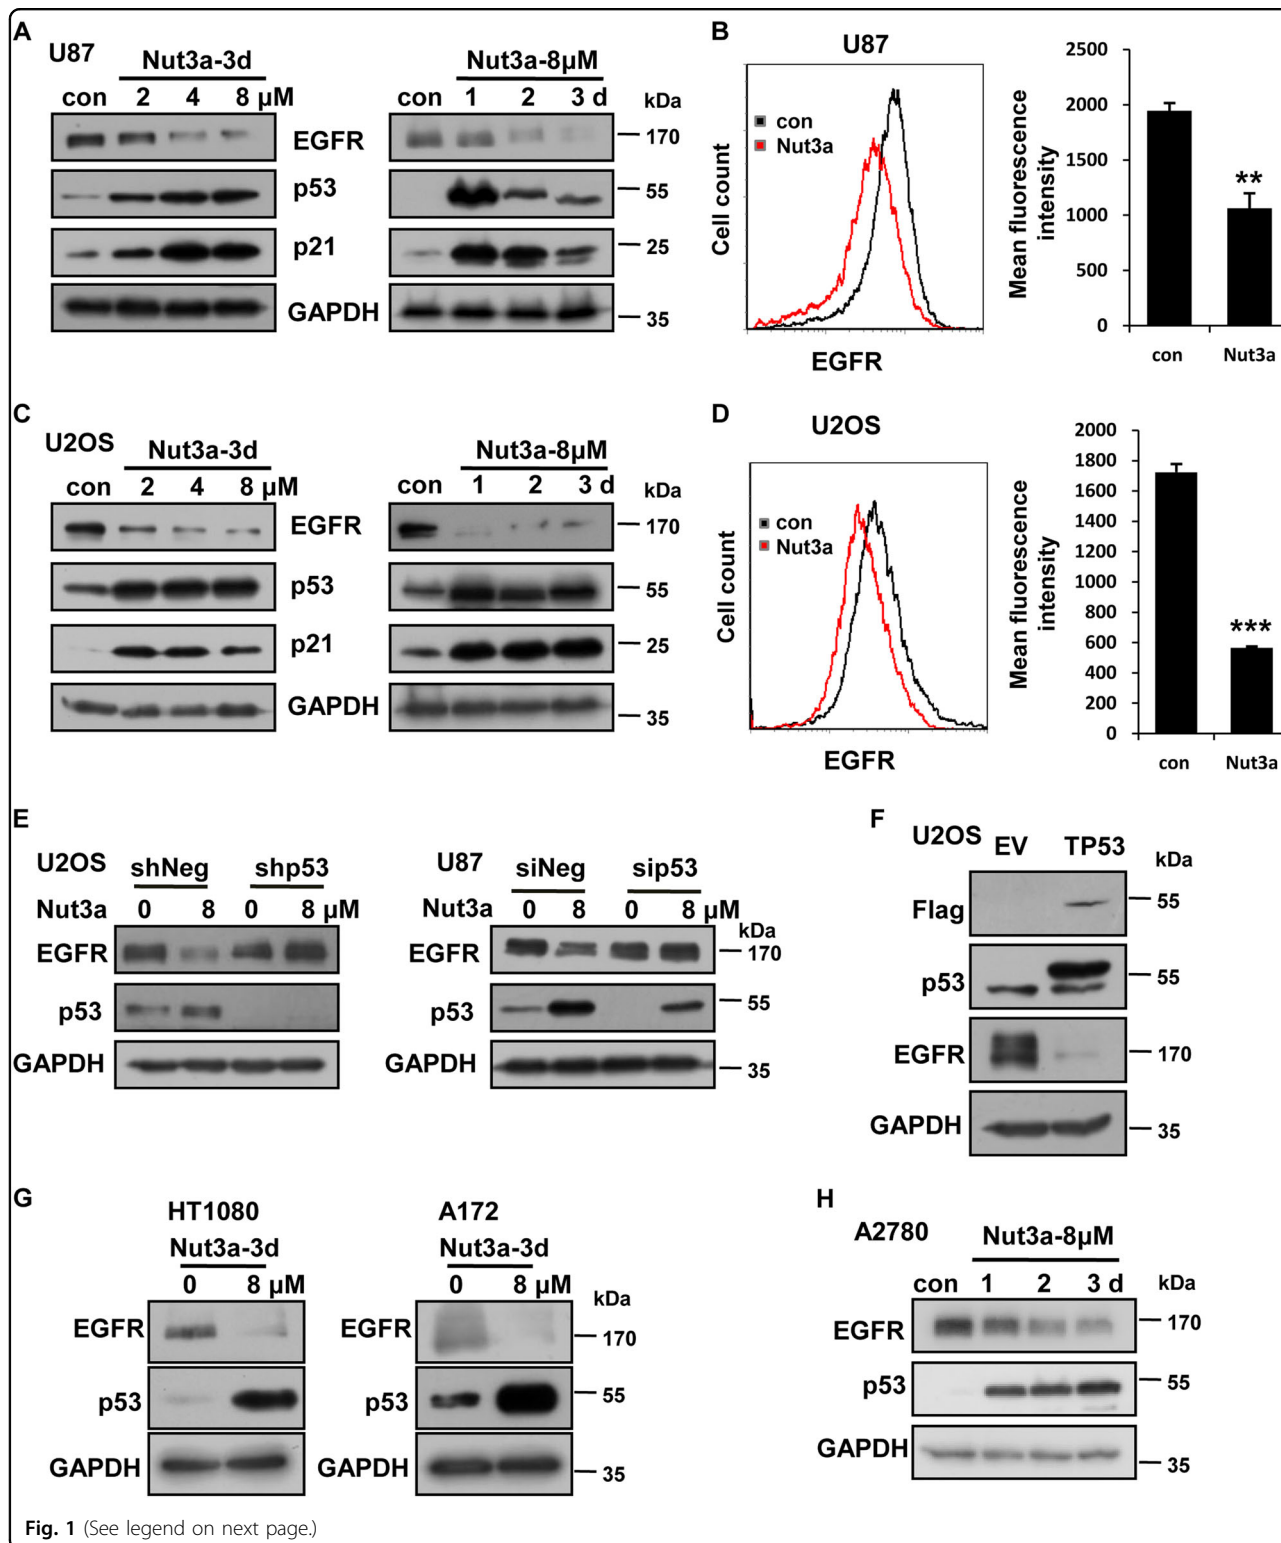 A
U87
Nut3a-3d
con 2 4 8 µM
Nut3a-8µM
con 1 2 3 d kDa
EGFR
170
p53
55
p21
25
GAPDH
35
B
U87
con
Nut3a
Cell count
EGFR
Mean fluorescence
intensity
2500
2000
1500
1000
500
0
**
con Nut3a
C
U2OS
Nut3a-3d
con 2 4 8 µM
Nut3a-8µM
con 1 2 3 d kDa
EGFR
170
p53
55
p21
25
GAPDH
35
D
U2OS
con
Nut3a
Cell count
EGFR
Mean fluorescence
intensity
2000
1800
1600
1400
1200
1000
800
600
400
200
0
***
con Nut3a
E
U2OS shNeg shp53
Nut3a 0 8 0 8 µM
EGFR
p53
GAPDH
U87 siNeg sip53
Nut3a 0 8 0 8 µM
kDa
EGFR 170
p53 55
GAPDH 35
F
U2OS EV TP53
kDa
Flag 55
p53 55
EGFR 170
GAPDH 35
G
HT1080
Nut3a-3d
0 8 µM
EGFR
p53
GAPDH
A172
Nut3a-3d
0 8 µM
kDa
EGFR 170
p53 55
GAPDH 35
H
A2780 Nut3a-8µM
con 1 2 3 d kDa
EGFR 170
p53 55
GAPDH 35
Fig. 1 (See legend on next page.)